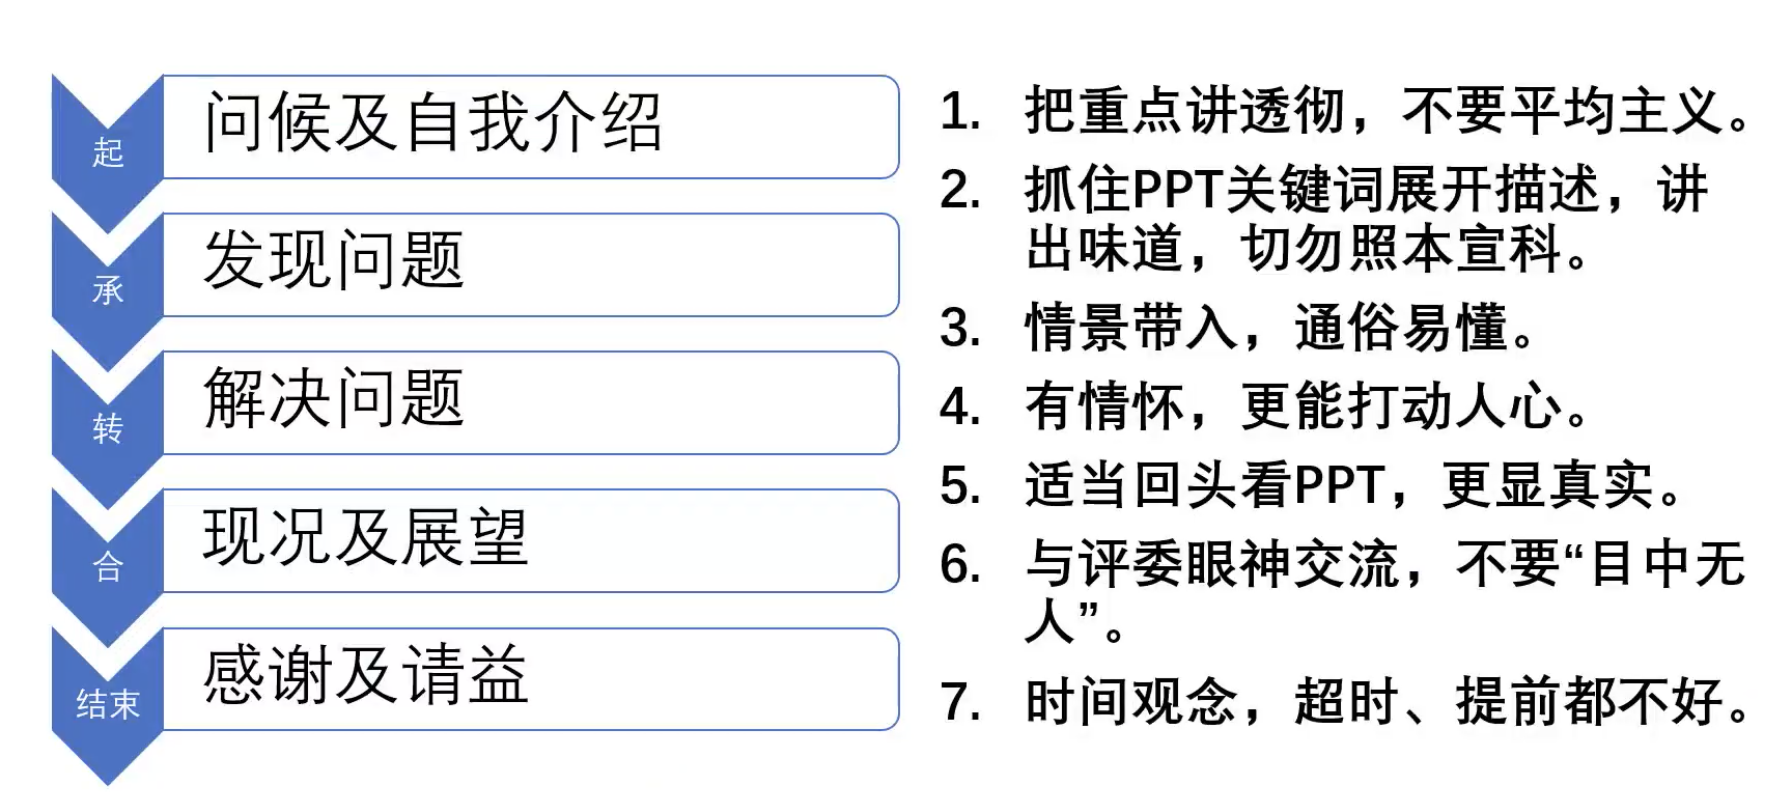 起
问候及自我介绍
承
发现问题
转
解决问题
合
现况及展望
结束
感谢及请益
1. 把重点讲透彻，不要平均主义。
2. 抓住PPT关键词展开描述，讲
出味道，切勿照本宣科。
3. 情景带入，通俗易懂。
4. 有情怀，更能打动人心。
5. 适当回头看PPT，更显真实。
6. 与评委眼神交流，不要“目中无
人”。
7. 时间观念，超时、提前都不好。